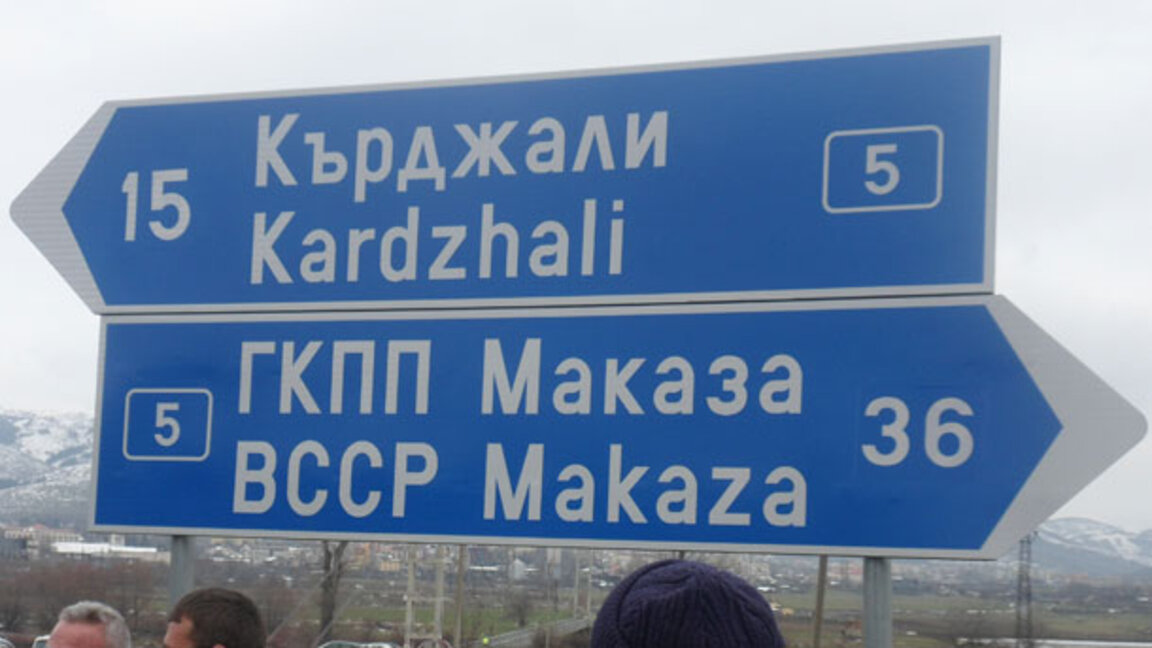 15 Кърджали 5
Kardzhali
5 ГКПП Маказа 36
BCCP Makaza